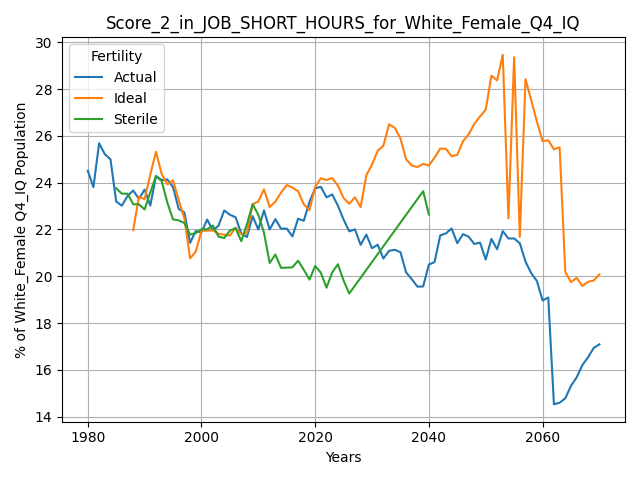 Score_2_in_JOB_SHORT_HOURS_for_White_Female_Q4_IQ
Fertility
Actual
Ideal
Sterile
% of White_Female Q4_IQ Population
30
28
26
24
22
20
18
16
14
1980
2000
2020
2040
2060
Years